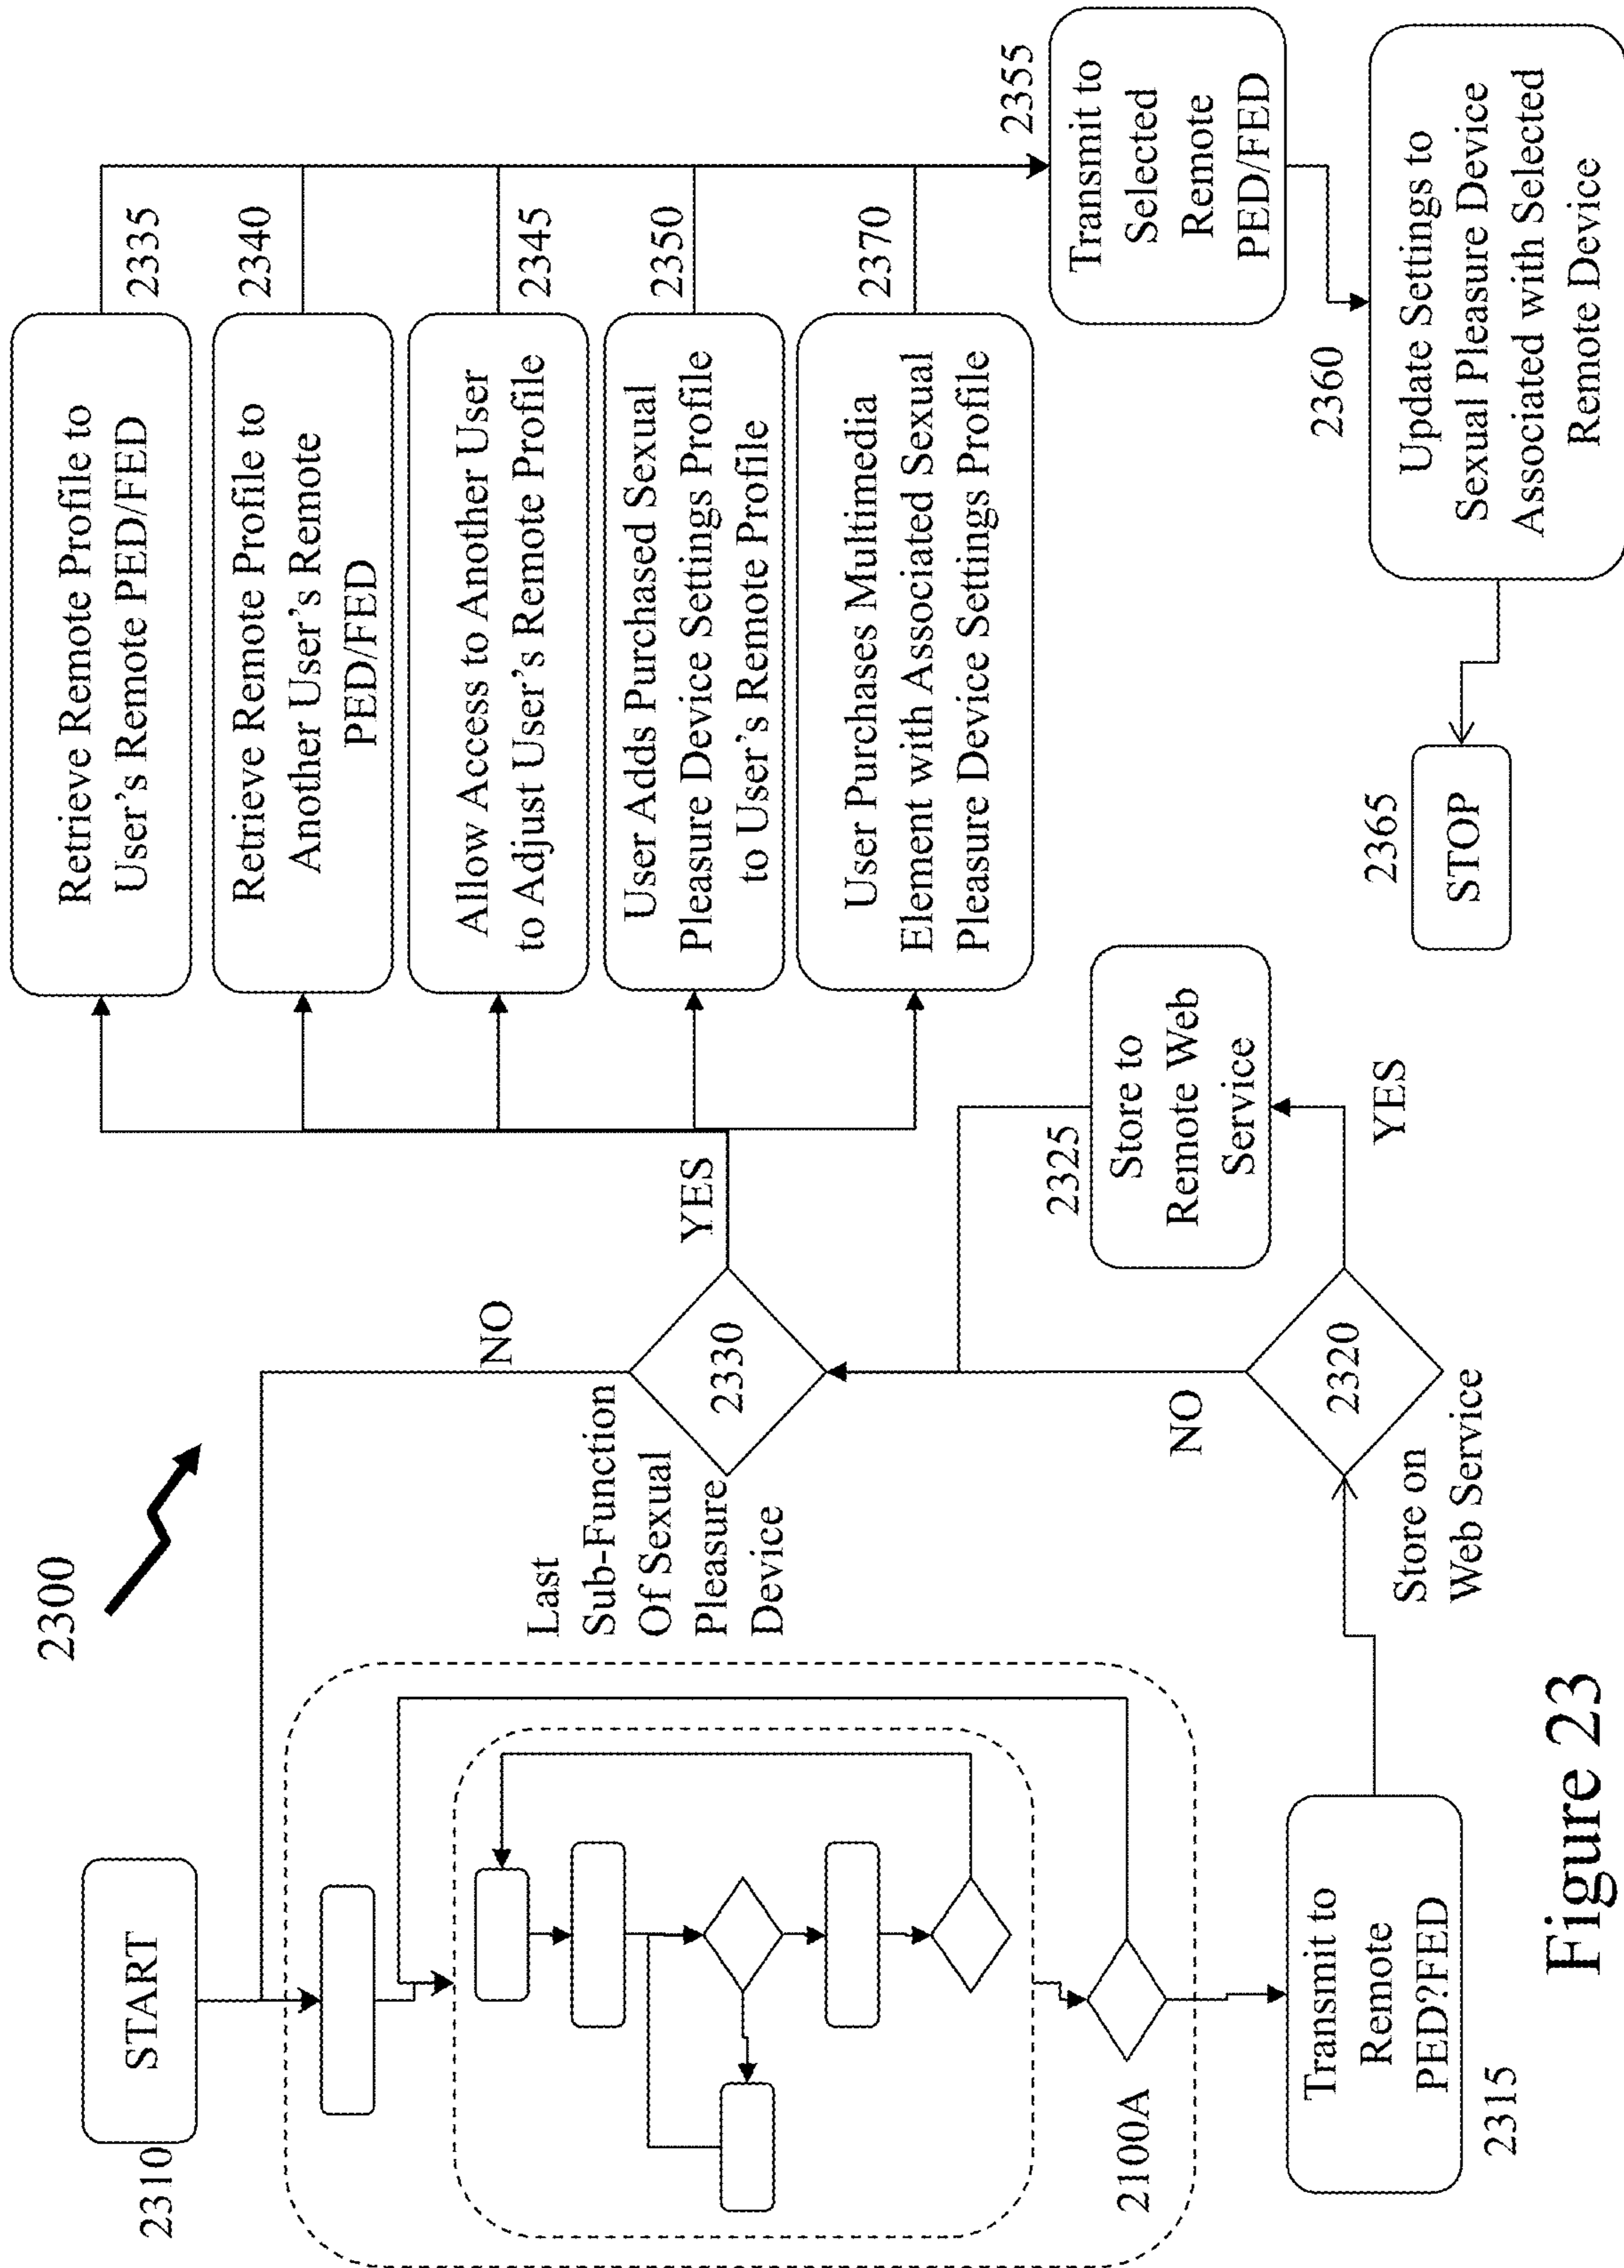 2300
START
2310
2100A
Transmit to
Remote
PED?FED
2315
Store on
Web Service
2320
NO
YES
Store to
Remote Web
Service
2325
Last
Sub-Function
Of Sexual
Pleasure
Device
2330
NO
YES
Retrieve Remote Profile to
User's Remote PED/FED
2335
Retrieve Remote Profile to
Another User's Remote
PED/FED
2340
Allow Access to Another User
to Adjust User's Remote Profile
2345
User Adds Purchased Sexual
Pleasure Device Settings Profile
to User's Remote Profile
2350
User Purchases Multimedia
Element with Associated Sexual
Pleasure Device Settings Profile
2370
2355
Transmit to
Selected
Remote
PED/FED
2360
Update Settings to
Sexual Pleasure Device
Associated with Selected
Remote Device
2365
STOP
Figure 23